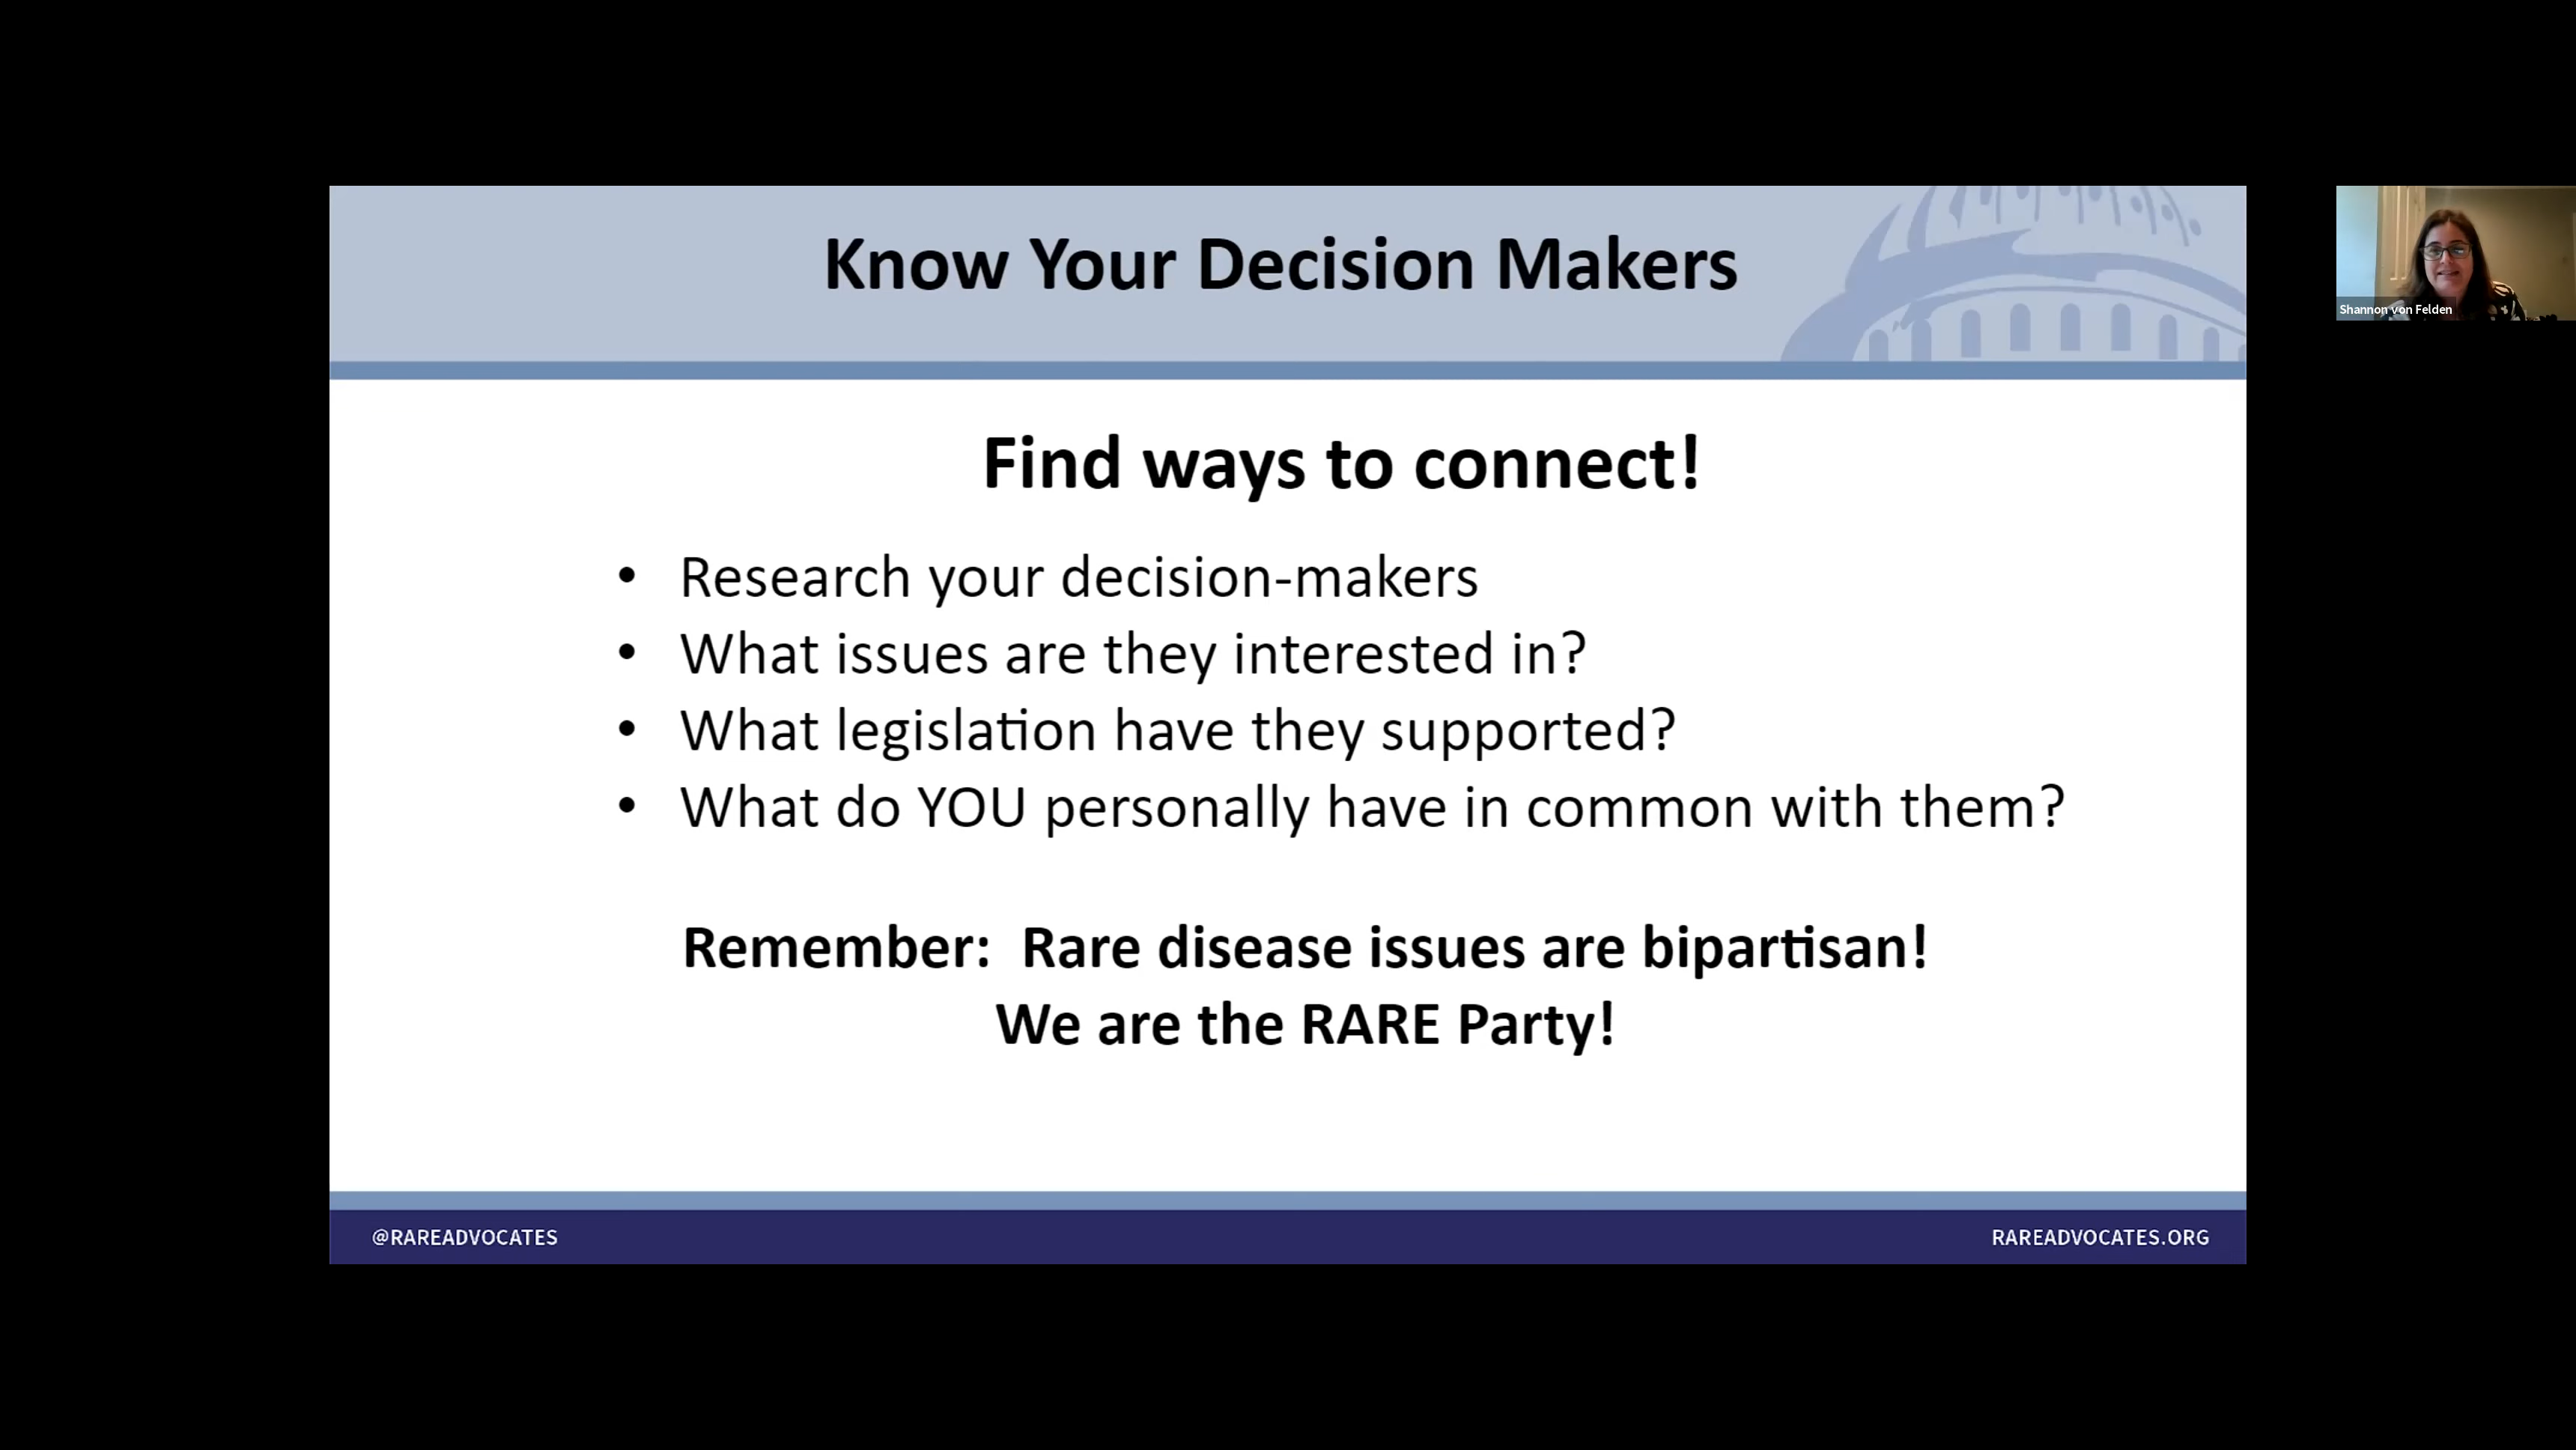 Know Your Decision Makers
Find ways to connect!
• Research your decision-makers
• What issues are they interested in?
• What legislation have they supported?
• What do YOU personally have in common with them?
Remember:  Rare disease issues are bipartisan!
We are the RARE Party!
@RAREADVOCATES
RAREADVOCATES.ORG
Shannon von Felden